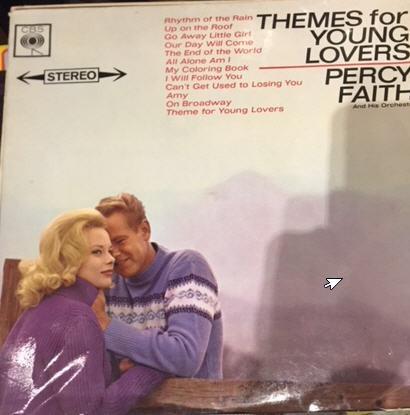 CBS
STEREO
Rhythm of the Rain
Up on the Roof
Go Away Little Girl
Our Day Will Come
The End of the World
All Alone Am I
My Coloring Book
I Will Follow You
Can't Get Used to Losing You
Amy
On Broadway
Theme for Young Lovers
THEMES for
YOUNG
LOVERS
PERCY
FAITH
And His Orchest